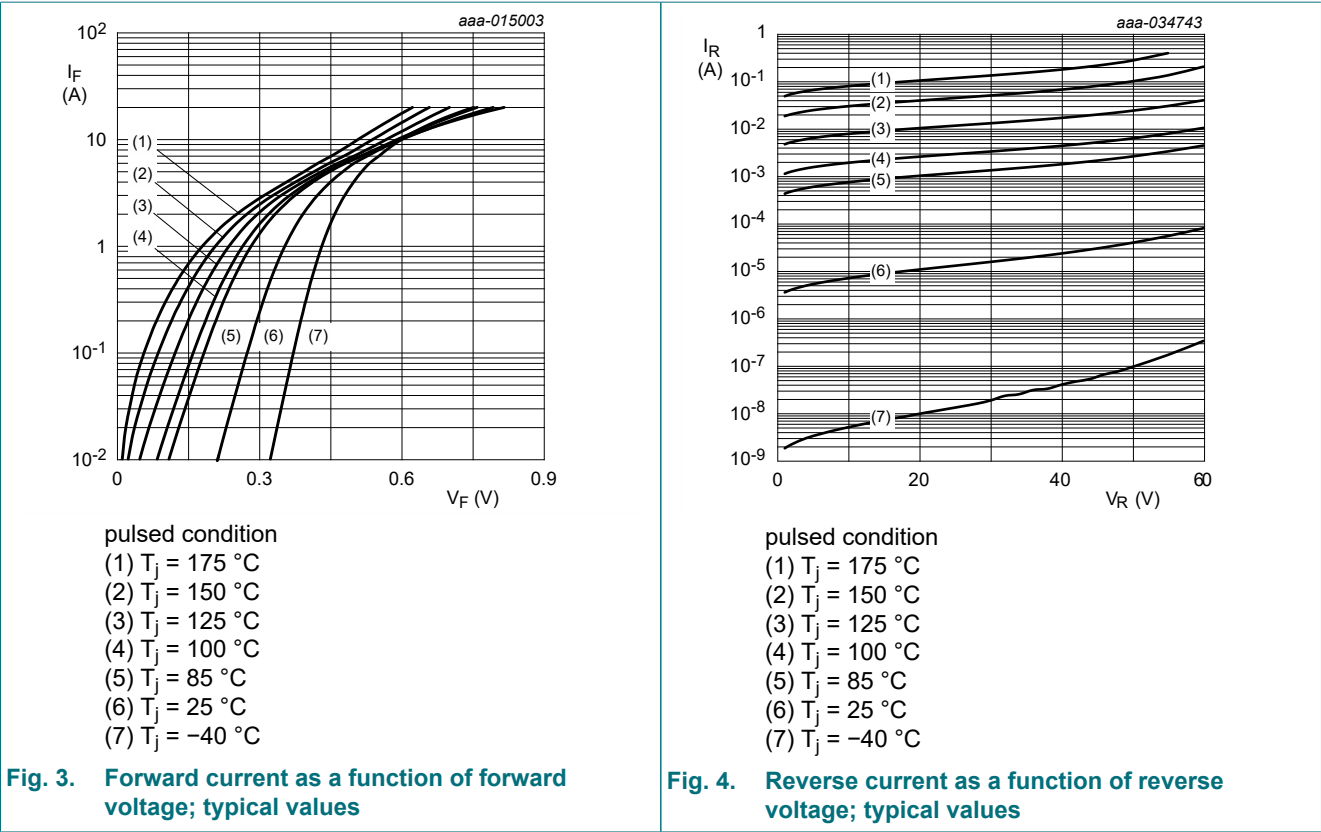 aaa-015003
10²
I_F
(A)
10
1
10⁻¹
10⁻²
(1)
(2)
(3)
(4)
(5) (6) (7)
0 0.3 0.6 0.9
V_F (V)
pulsed condition
(1) T_j = 175 °C
(2) T_j = 150 °C
(3) T_j = 125 °C
(4) T_j = 100 °C
(5) T_j = 85 °C
(6) T_j = 25 °C
(7) T_j = −40 °C
Fig. 3. Forward current as a function of forward
voltage; typical values
aaa-034743
1
I_R
(A)
10⁻¹
10⁻²
10⁻³
10⁻⁴
10⁻⁵
10⁻⁶
10⁻⁷
10⁻⁸
10⁻⁹
(1)
(2)
(3)
(4)
(5)
(6)
(7)
0 20 40 60
V_R (V)
pulsed condition
(1) T_j = 175 °C
(2) T_j = 150 °C
(3) T_j = 125 °C
(4) T_j = 100 °C
(5) T_j = 85 °C
(6) T_j = 25 °C
(7) T_j = −40 °C
Fig. 4. Reverse current as a function of reverse
voltage; typical values